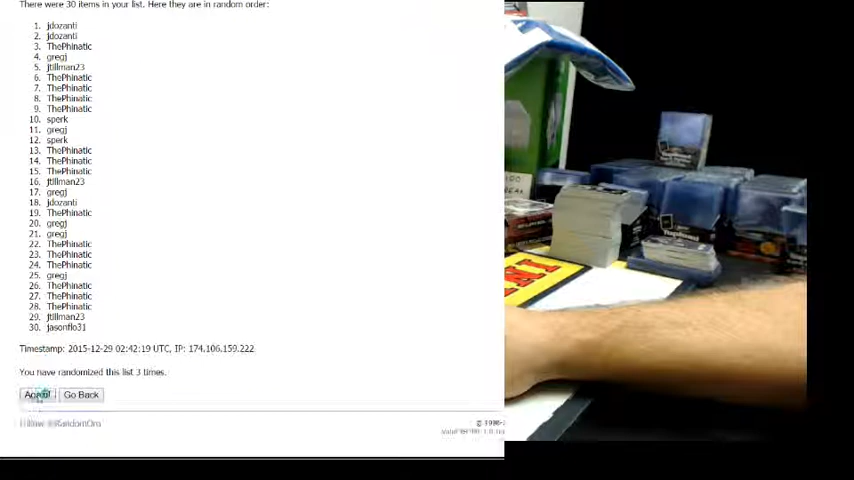 There were 30 items in your list. Here they are in random order:
1. jdozanti
2. jdozanti
3. ThePhinatic
4. gregj
5. jtillman23
6. ThePhinatic
7. ThePhinatic
8. ThePhinatic
9. ThePhinatic
10. sperk
11. gregj
12. sperk
13. ThePhinatic
14. ThePhinatic
15. ThePhinatic
16. jtillman23
17. gregj
18. jdozanti
19. ThePhinatic
20. gregj
21. gregj
22. ThePhinatic
23. ThePhinatic
24. ThePhinatic
25. gregj
26. ThePhinatic
27. ThePhinatic
28. ThePhinatic
29. jtillman23
30. jasonflo31
Timestamp: 2015-12-29 02:42:19 UTC, IP: 174.106.159.222
You have randomized this list 3 times.
Again! Go Back
Follow @RandomOrg